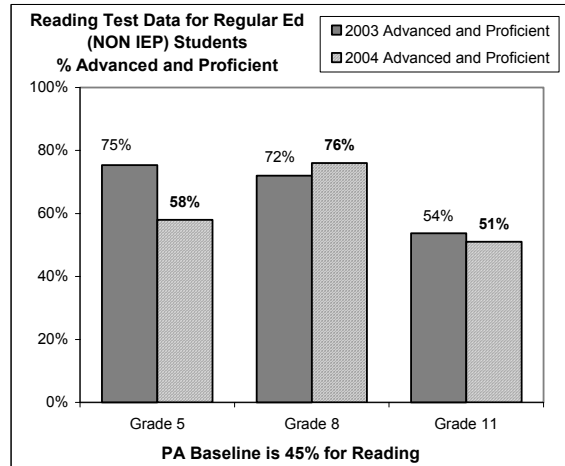 Reading Test Data for Regular Ed
(NON IEP) Students
% Advanced and Proficient
2003 Advanced and Proficient
2004 Advanced and Proficient
100%
80%
60%
40%
20%
0%
75%
58%
72%
76%
54%
51%
Grade 5
Grade 8
Grade 11
PA Baseline is 45% for Reading